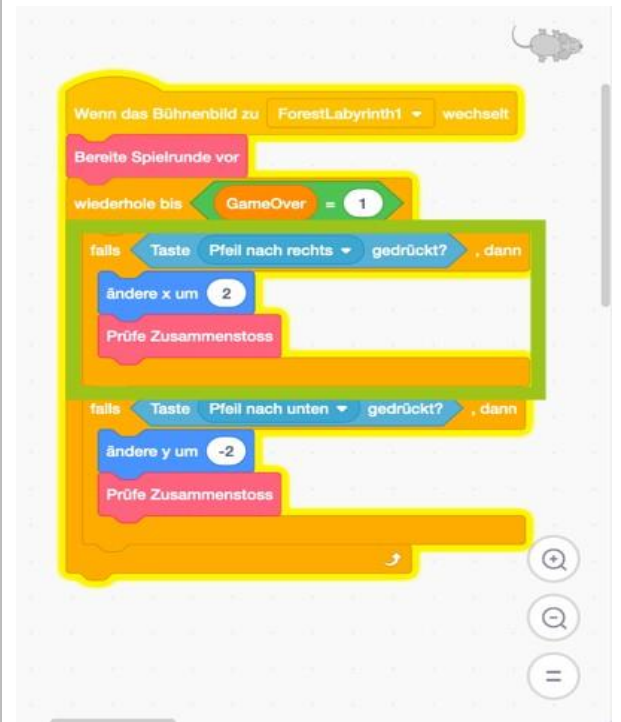 Wenn das Bühnenbild zu ForestLabyrinth1 wechselt
Bereite Spielrunde vor
wiederhole bis GameOver = 1
falls Taste Pfeil nach rechts gedrückt? , dann
ändere x um 2
Prüfe Zusammenstoss
falls Taste Pfeil nach unten gedrückt? , dann
ändere y um -2
Prüfe Zusammenstoss